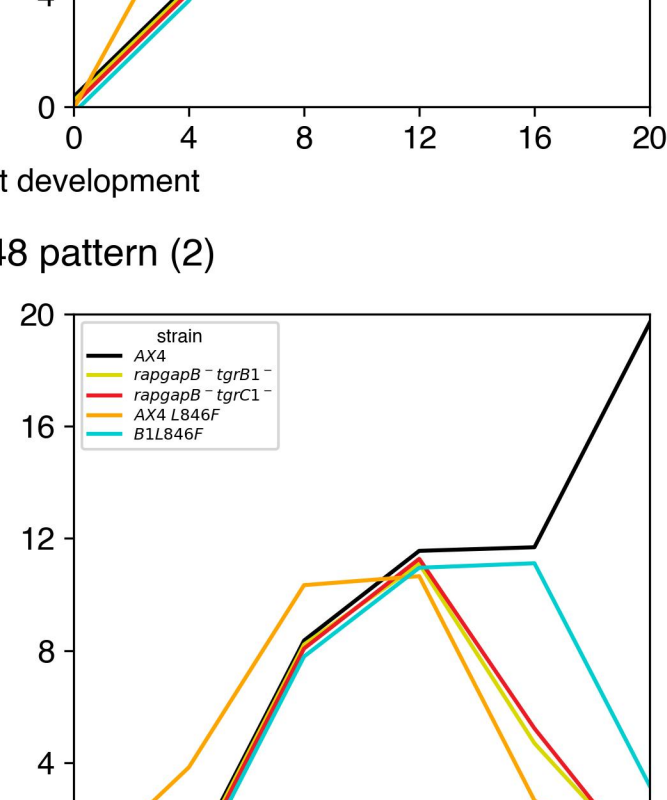 4
0
0 4 8 12 16 20
t development
48 pattern (2)
20
strain
AX4
rapgapB⁻tgrB1⁻
rapgapB⁻tgrC1⁻
AX4 L846F
B1L846F
16
12
8
4